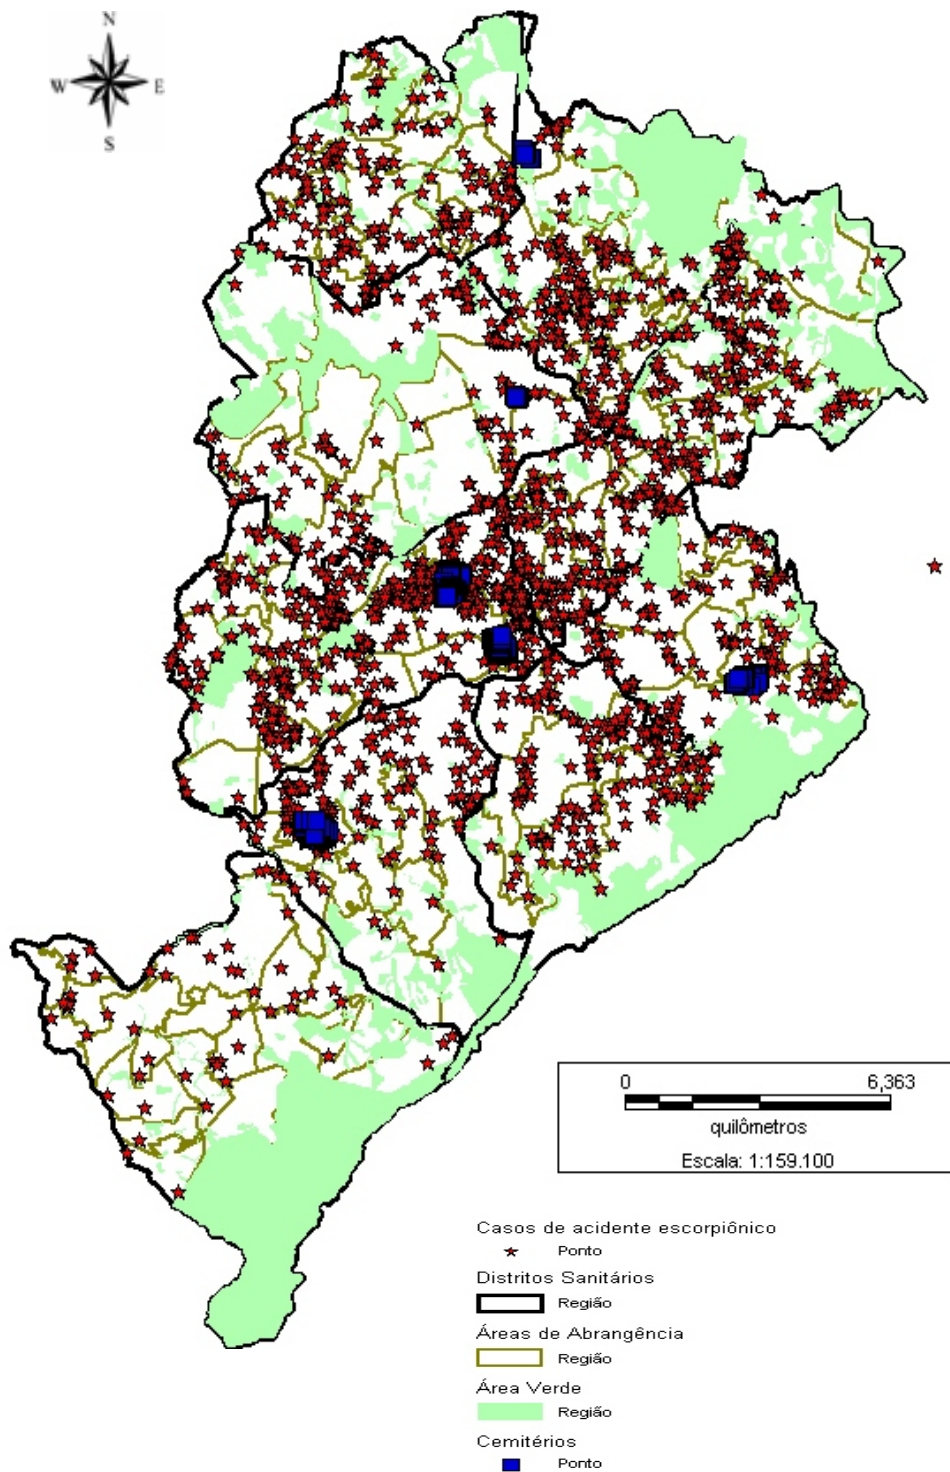 N
W E
S
0 6,363
quilômetros
Escala: 1:159.100
Casos de acidente escorpiônico
Ponto
Distritos Sanitários
Região
Áreas de Abrangência
Região
Área Verde
Região
Cemitérios
Ponto